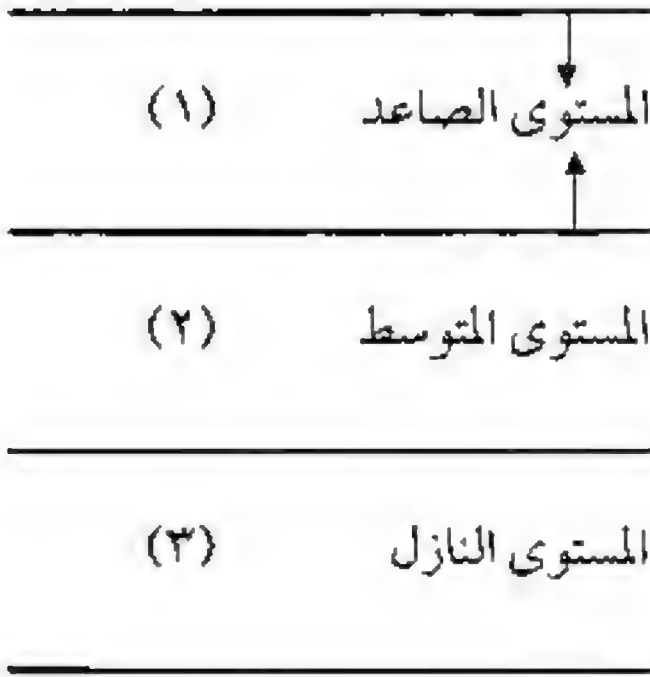 المستوى الصاعد (١)
المستوى المتوسط (٢)
المستوى النازل (٣)